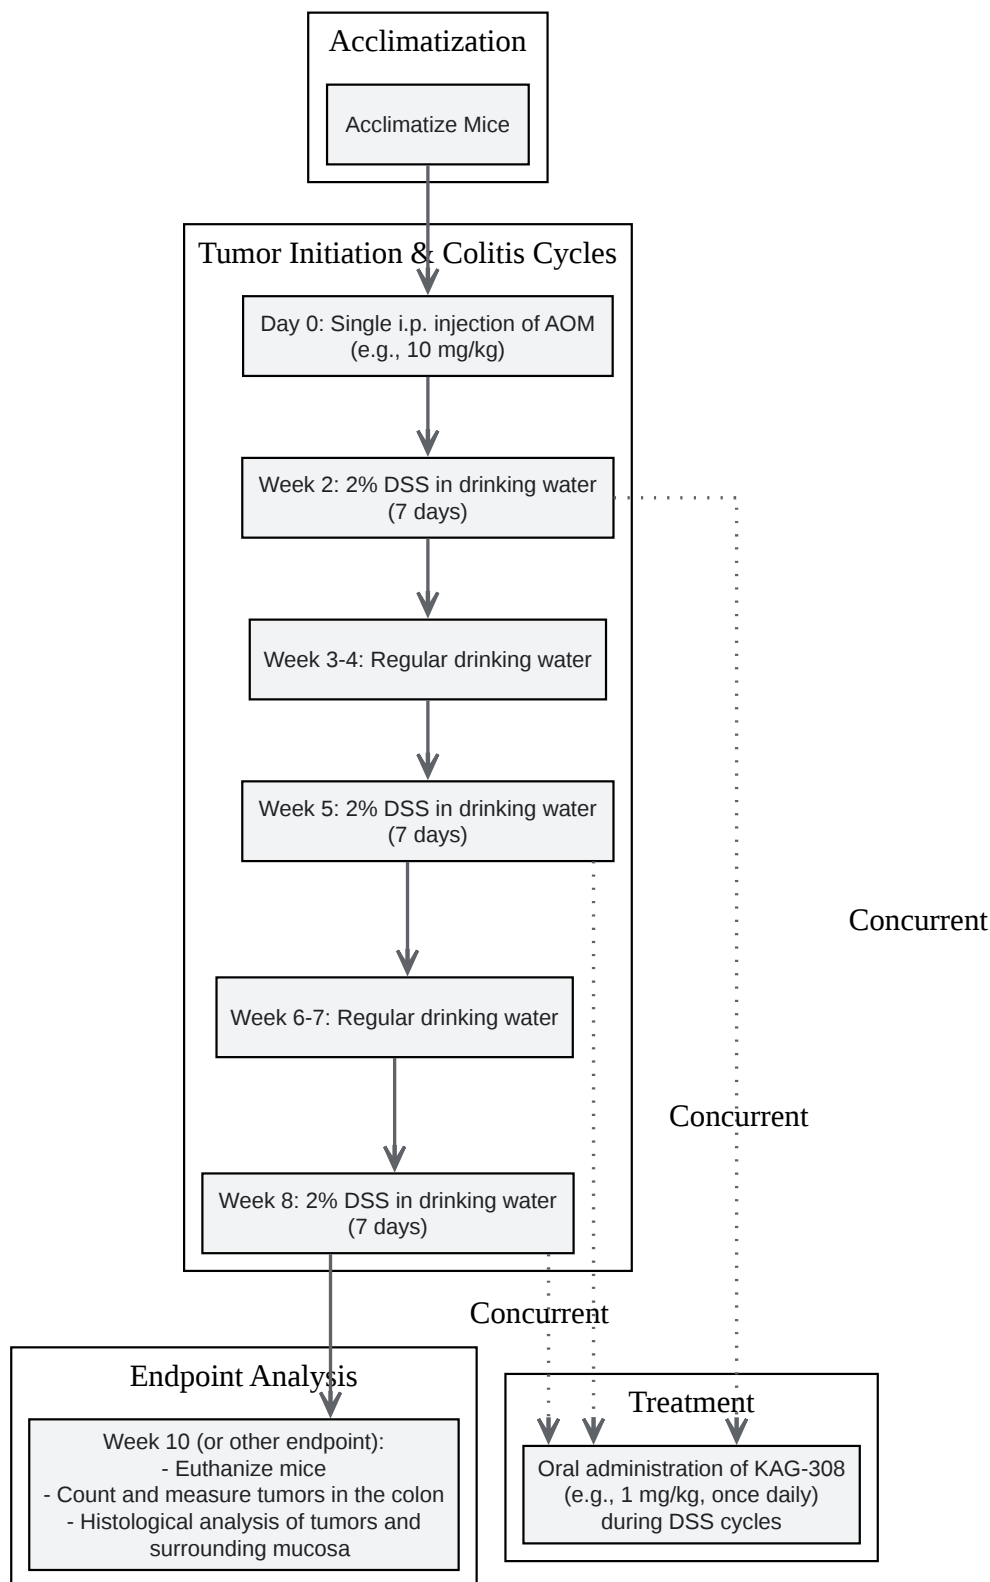 Acclimatization
Acclimatize Mice
Tumor Initiation & Colitis Cycles
Day 0: Single i.p. injection of AOM
(e.g., 10 mg/kg)
Week 2: 2% DSS in drinking water
(7 days)
Week 3-4: Regular drinking water
Week 5: 2% DSS in drinking water
(7 days)
Concurrent
Week 6-7: Regular drinking water
Concurrent
Week 8: 2% DSS in drinking water
(7 days)
Concurrent
Endpoint Analysis
Week 10 (or other endpoint):
- Euthanize mice
- Count and measure tumors in the colon
- Histological analysis of tumors and
surrounding mucosa
Treatment
Oral administration of KAG-308
(e.g., 1 mg/kg, once daily)
during DSS cycles